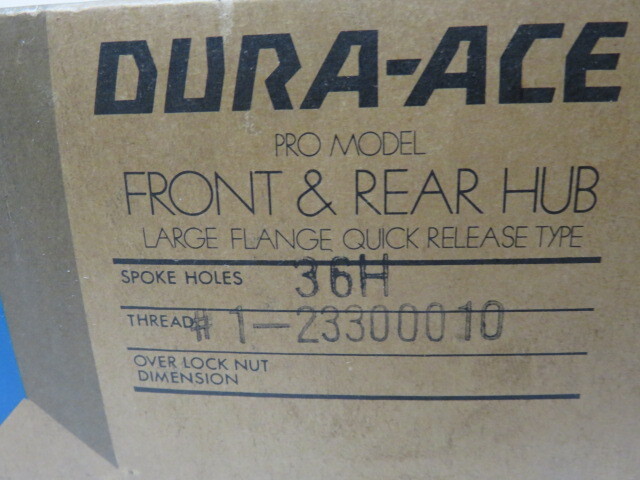 DURA-ACE
PRO MODEL
FRONT & REAR HUB
LARGE FLANGE QUICK RELEASE TYPE
SPOKE HOLES 36H
THREAD # 1-23300010
OVER LOCK NUT
DIMENSION